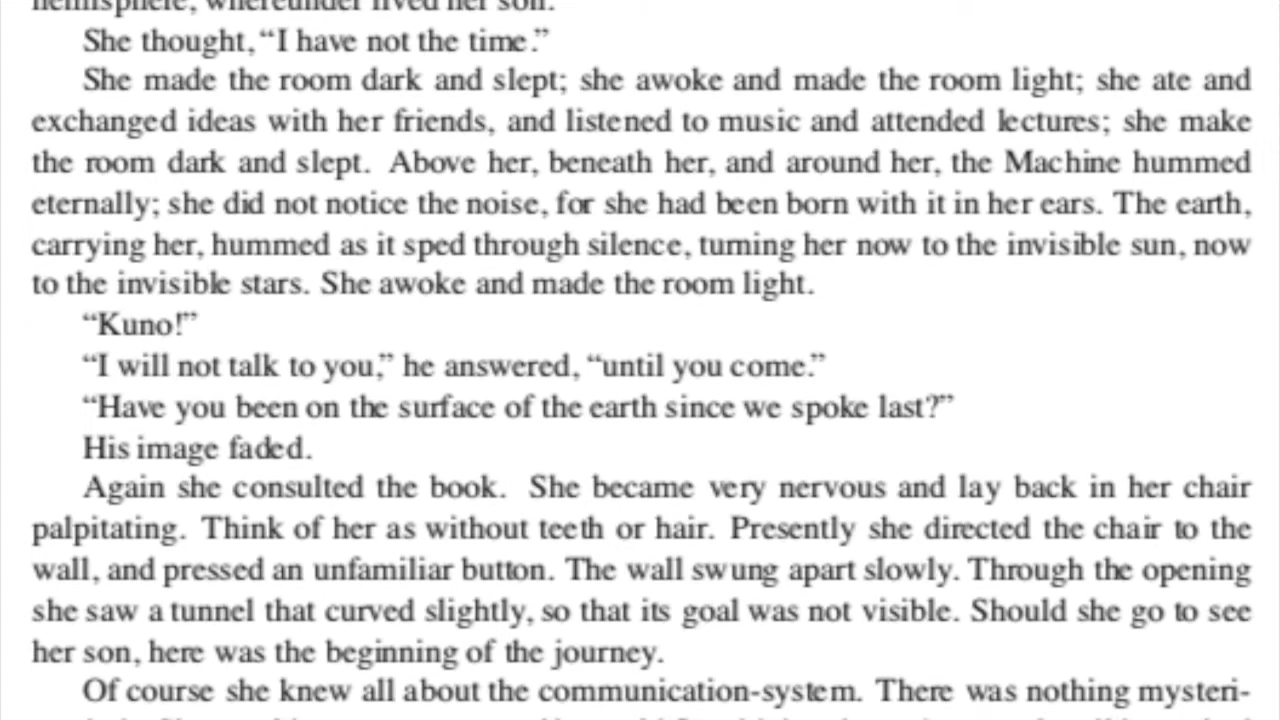 hemisphere, whereunder lived her son.
She thought, “I have not the time.”
She made the room dark and slept; she awoke and made the room light; she ate and
exchanged ideas with her friends, and listened to music and attended lectures; she make
the room dark and slept. Above her, beneath her, and around her, the Machine hummed
eternally; she did not notice the noise, for she had been born with it in her ears. The earth,
carrying her, hummed as it sped through silence, turning her now to the invisible sun, now
to the invisible stars. She awoke and made the room light.
“Kuno!”
“I will not talk to you,” he answered, “until you come.”
“Have you been on the surface of the earth since we spoke last?”
His image faded.
Again she consulted the book. She became very nervous and lay back in her chair
palpitating. Think of her as without teeth or hair. Presently she directed the chair to the
wall, and pressed an unfamiliar button. The wall swung apart slowly. Through the opening
she saw a tunnel that curved slightly, so that its goal was not visible. Should she go to see
her son, here was the beginning of the journey.
Of course she knew all about the communication-system. There was nothing mysteri-